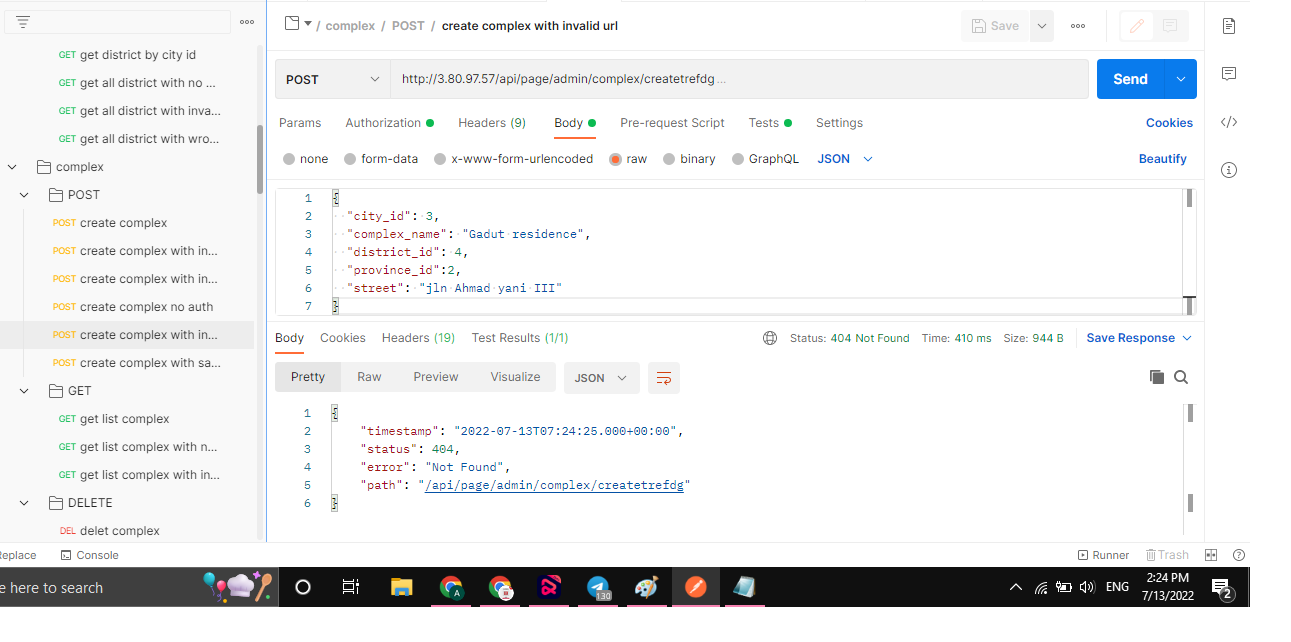 / complex / POST / create complex with invalid url
Save
GET get district by city id
GET get all district with no ...
GET get all district with inva...
GET get all district with wro...
complex
POST
POST create complex
POST create complex with in...
POST create complex with in...
POST create complex no auth
POST create complex with in...
POST create complex with sa...
GET
GET get list complex
GET get list complex with n...
GET get list complex with in...
DELETE
DEL delet complex
POST http://3.80.97.57/api/page/admin/complex/createtrefdg ... Send
Params Authorization Headers (9) Body Pre-request Script Tests Settings Cookies
none form-data x-www-form-urlencoded raw binary GraphQL JSON Beautify
1 {
2 "city_id": 3,
3 "complex_name": "Gadut residence",
4 "district_id": 4,
5 "province_id":2,
6 "street": "jln Ahmad yani III"
7 }
Body Cookies Headers (19) Test Results (1/1) Status: 404 Not Found Time: 410 ms Size: 944 B Save Response
Pretty Raw Preview Visualize JSON
1 {
2 "timestamp": "2022-07-13T07:24:25.000+00:00",
3 "status": 404,
4 "error": "Not Found",
5 "path": "/api/page/admin/complex/createtrefdg"
6 }
eplace Console Runner Trash
e here to search
A
130
ENG
2:24 PM
7/13/2022
2